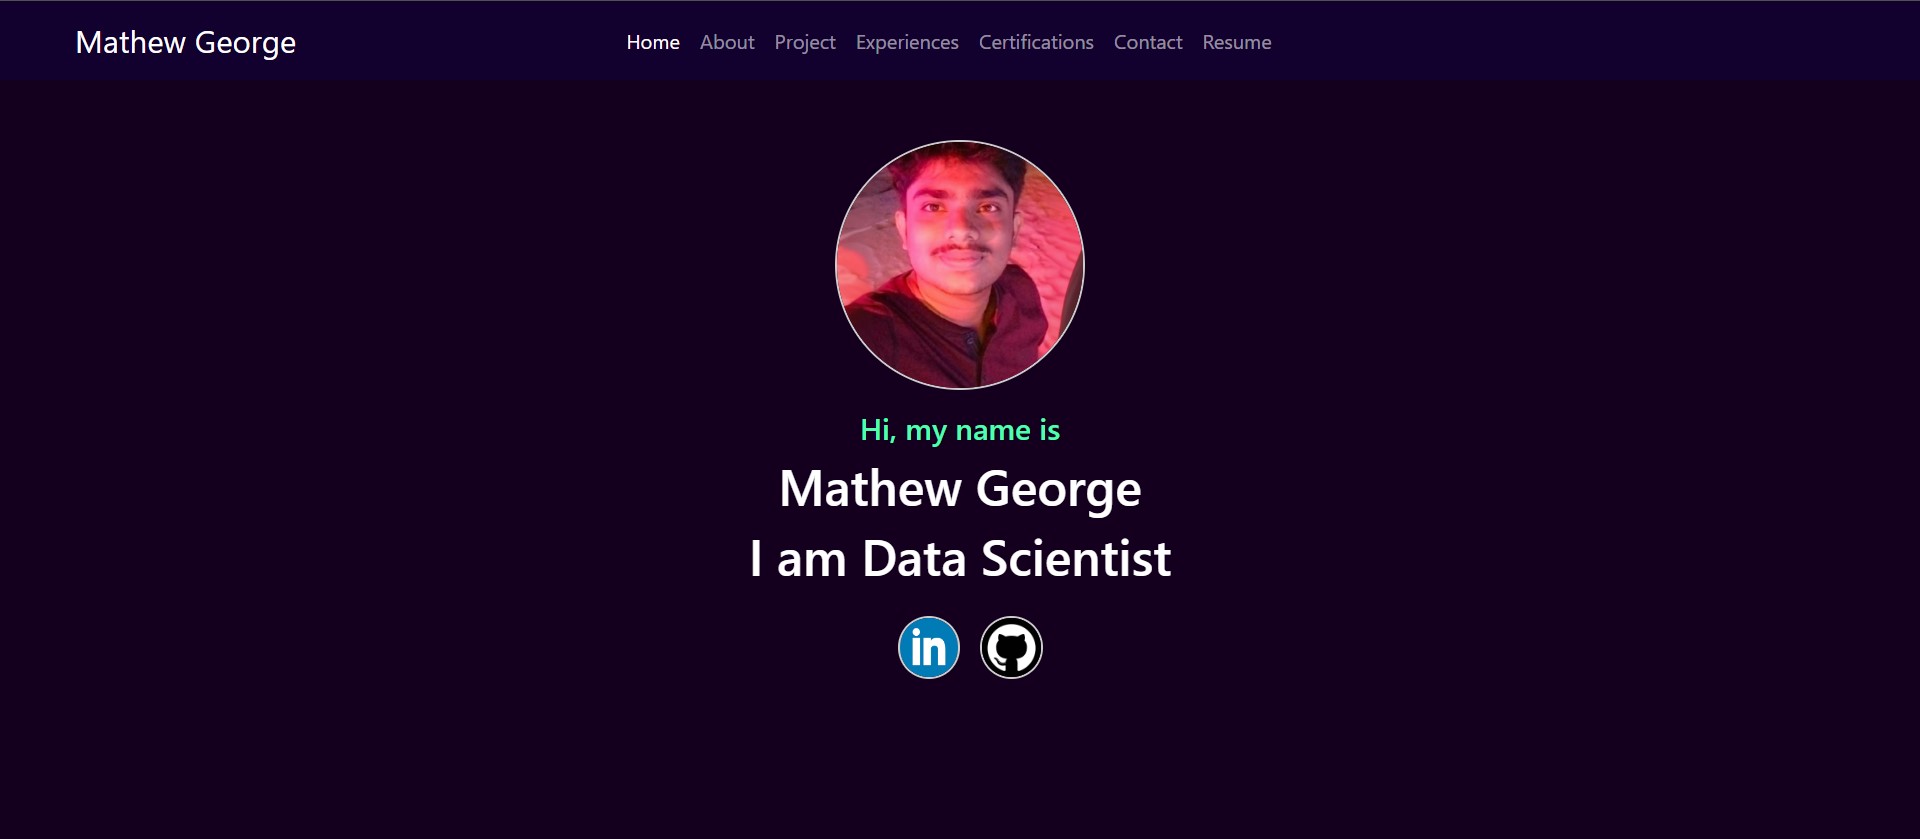 Mathew George
Home About Project Experiences Certifications Contact Resume
Hi, my name is
Mathew George
I am Data Scientist
in